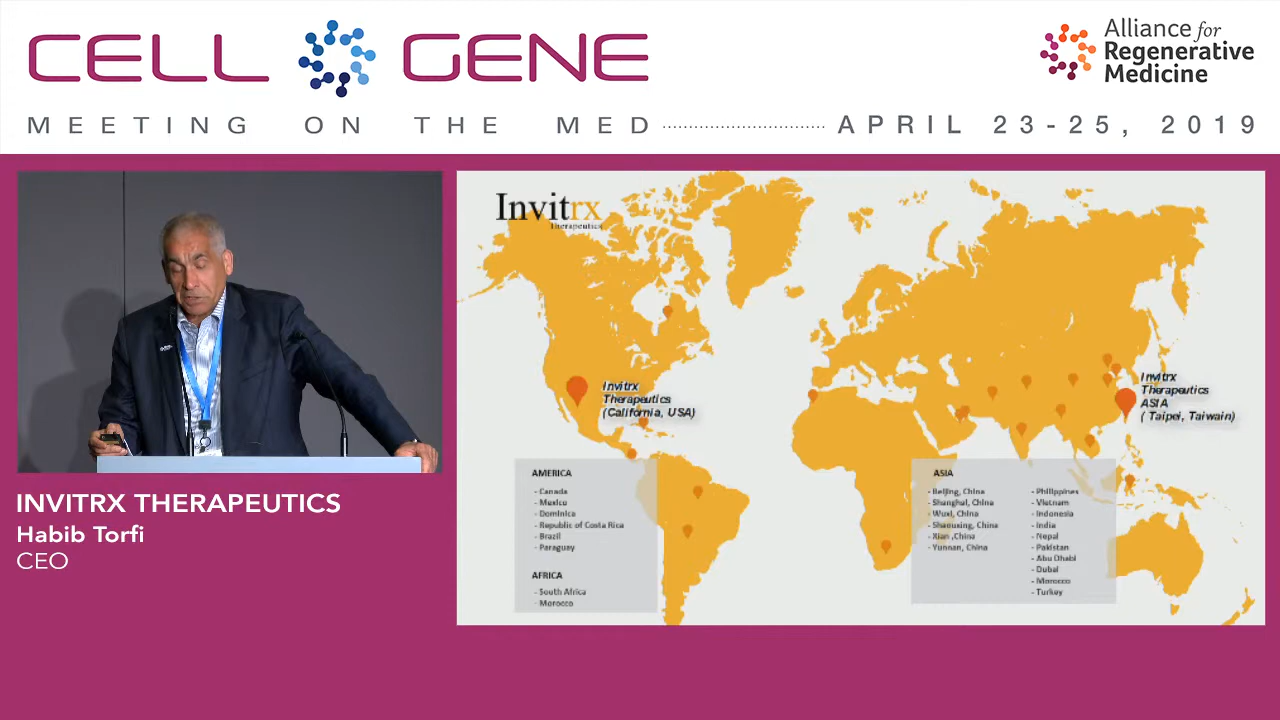 CELL GENE
Alliance for
Regenerative
Medicine
MEETING ON THE MED
APRIL 23-25, 2019
INVITRX THERAPEUTICS
Habib Torfi
CEO
Invitrx
Therapeutics
Invitrx
Therapeutics
(California, USA)
Invitrx
Therapeutics
ASIA
( Taipei, Taiwain)
AMERICA
- Canada
- Mexico
- Dominica
- Republic of Costa Rica
- Brazil
- Paraguay
AFRICA
- South Africa
- Morocco
ASIA
- Beijing, China
- Shanghai, China
- Wuxi, China
- Shaouxing, China
- Xian ,China
- Yunnan, China
- Philippines
- Vietnam
- Indonesia
- India
- Nepal
- Pakistan
- Abu Dhabi
- Dubai
- Morocco
- Turkey